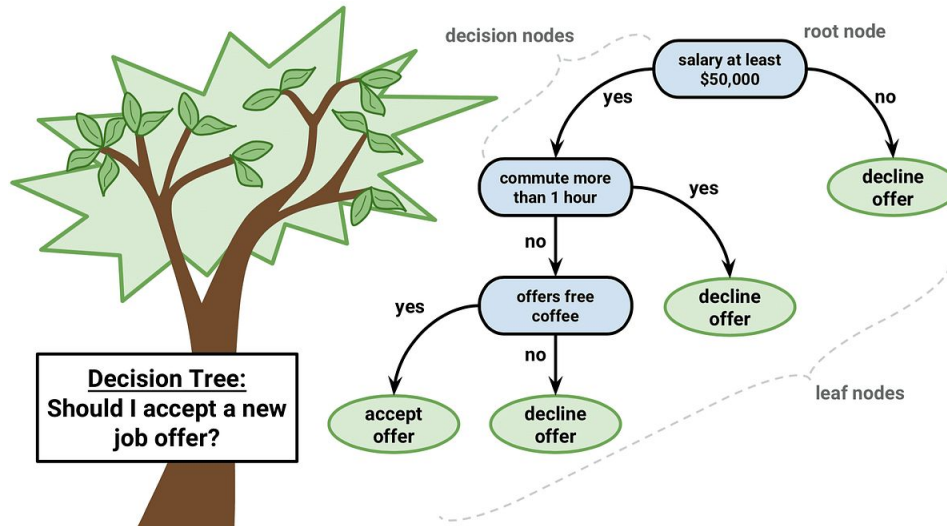 decision nodes
root node
salary at least
$50,000
yes
no
commute more
than 1 hour
decline
offer
yes
no
offers free
coffee
decline
offer
yes
no
Decision Tree:
Should I accept a new
job offer?
accept
offer
decline
offer
leaf nodes